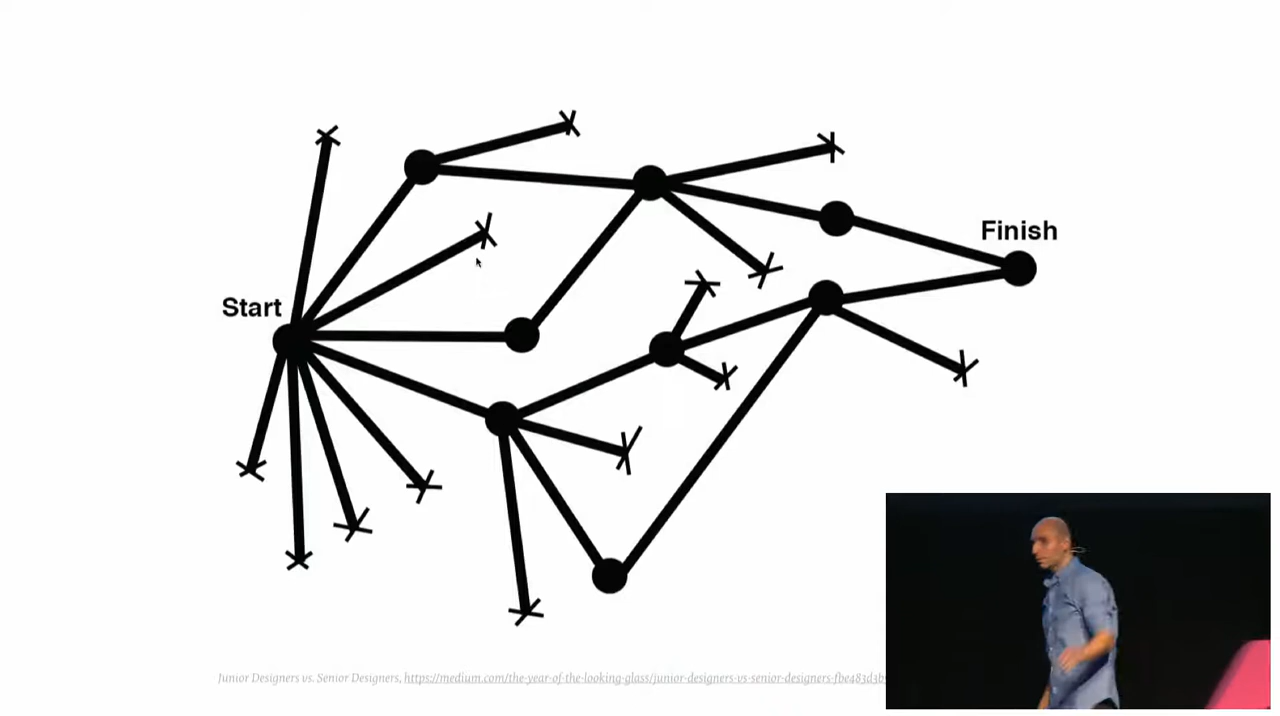 Finish
Start
Junior Designers vs. Senior Designers, https://medium.com/the-year-of-the-looking-glass/junior-designers-vs-senior-designers-fbe483d3b